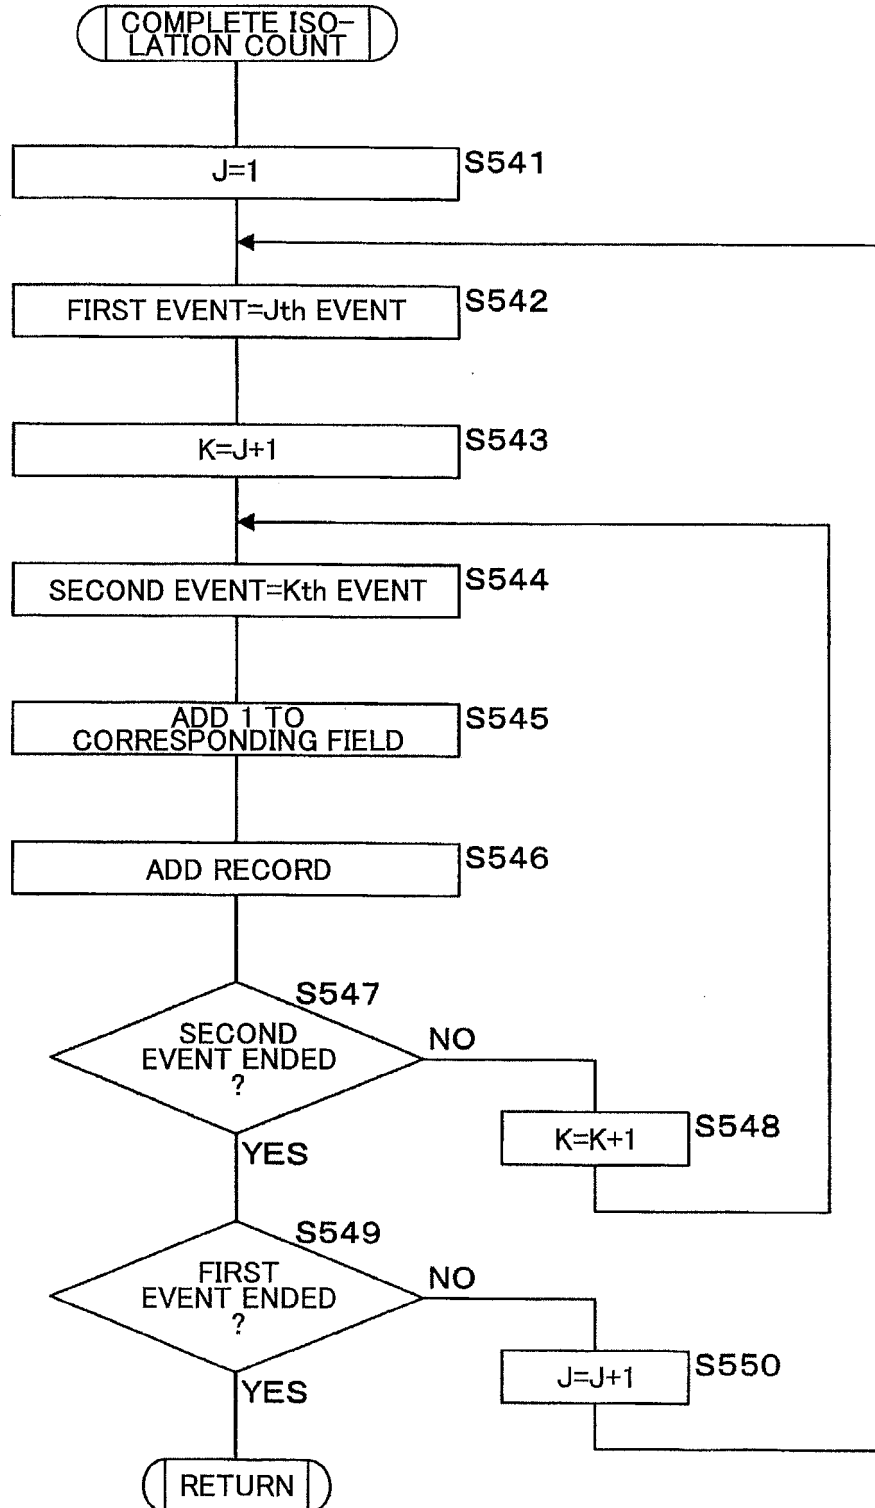 COMPLETE ISO-
LATION COUNT
J=1
S541
FIRST EVENT=Jth EVENT
S542
K=J+1
S543
SECOND EVENT=Kth EVENT
S544
ADD 1 TO
CORRESPONDING FIELD
S545
ADD RECORD
S546
S547
SECOND
EVENT ENDED
?
NO
K=K+1
S548
YES
S549
FIRST
EVENT ENDED
?
NO
J=J+1
S550
YES
RETURN